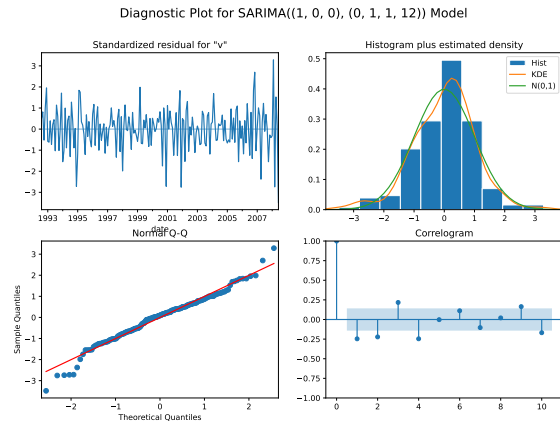 Diagnostic Plot for SARIMA((1, 0, 0), (0, 1, 1, 12)) Model
Standardized residual for "v"
3
2
1
0
−1
−2
−3
1993 1995 1997 1999 2001 2003 2005 2007
date
Histogram plus estimated density
Hist
KDE
N(0,1)
0.5
0.4
0.3
0.2
0.1
0.0
−3 −2 −1 0 1 2 3
Normal Q-Q
Sample Quantiles
3
2
1
0
−1
−2
−3
−2 −1 0 1 2
Theoretical Quantiles
Correlogram
1.00
0.75
0.50
0.25
0.00
−0.25
−0.50
−0.75
−1.00
0 2 4 6 8 10